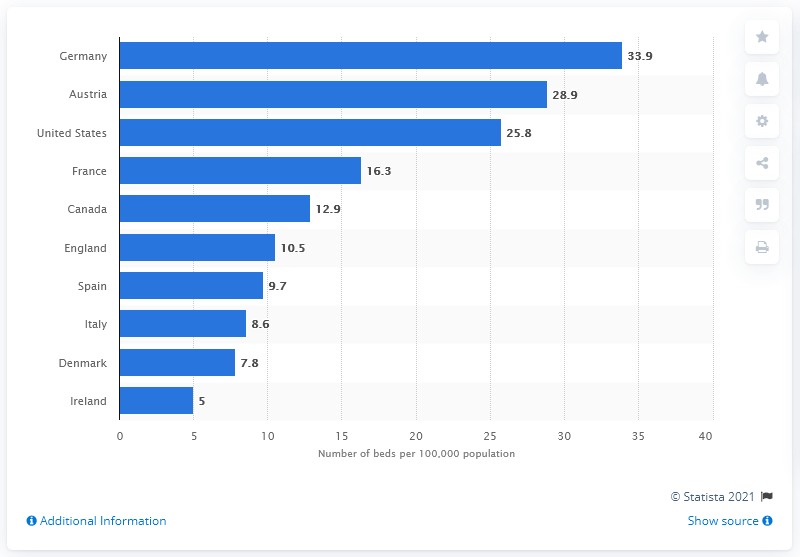 Germany 33.9
Austria 28.9
United States 25.8
France 16.3
Canada 12.9
England 10.5
Spain 9.7
Italy 8.6
Denmark 7.8
Ireland 5
0 5 10 15 20 25 30 35 40
Number of beds per 100,000 population
© Statista 2021
Additional Information Show source